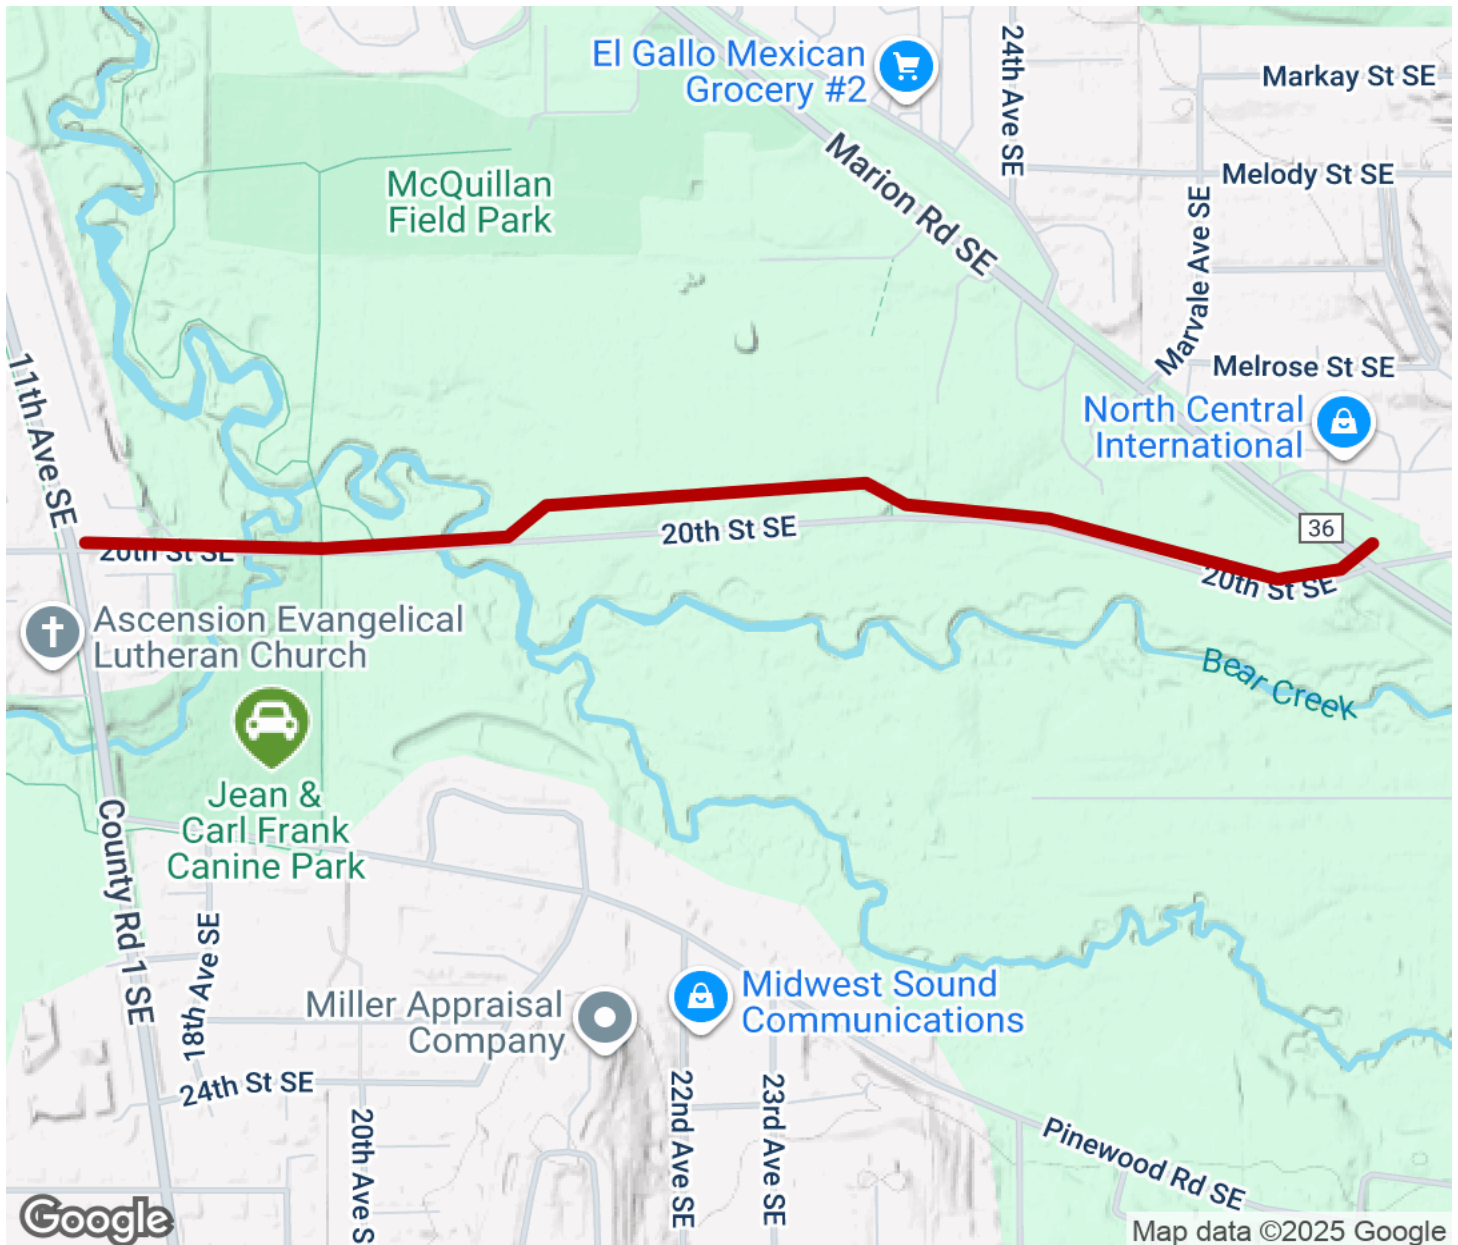 El Gallo Mexican
Grocery #2
24th Ave SE
Markay St SE
Marion Rd SE
Melody St SE
McQuillan
Field Park
Marvale Ave SE
Melrose St SE
11th Ave SE
North Central
International
20th St SE
20th St SE
36
20th St SE
Ascension Evangelical
Lutheran Church
Bear Creek
Jean &
Carl Frank
Canine Park
County Rd 1 SE
18th Ave SE
Miller Appraisal
Company
Midwest Sound
Communications
24th St SE
20th Ave S
22nd Ave SE
23rd Ave SE
Pinewood Rd SE
Google
Map data ©2025 Google